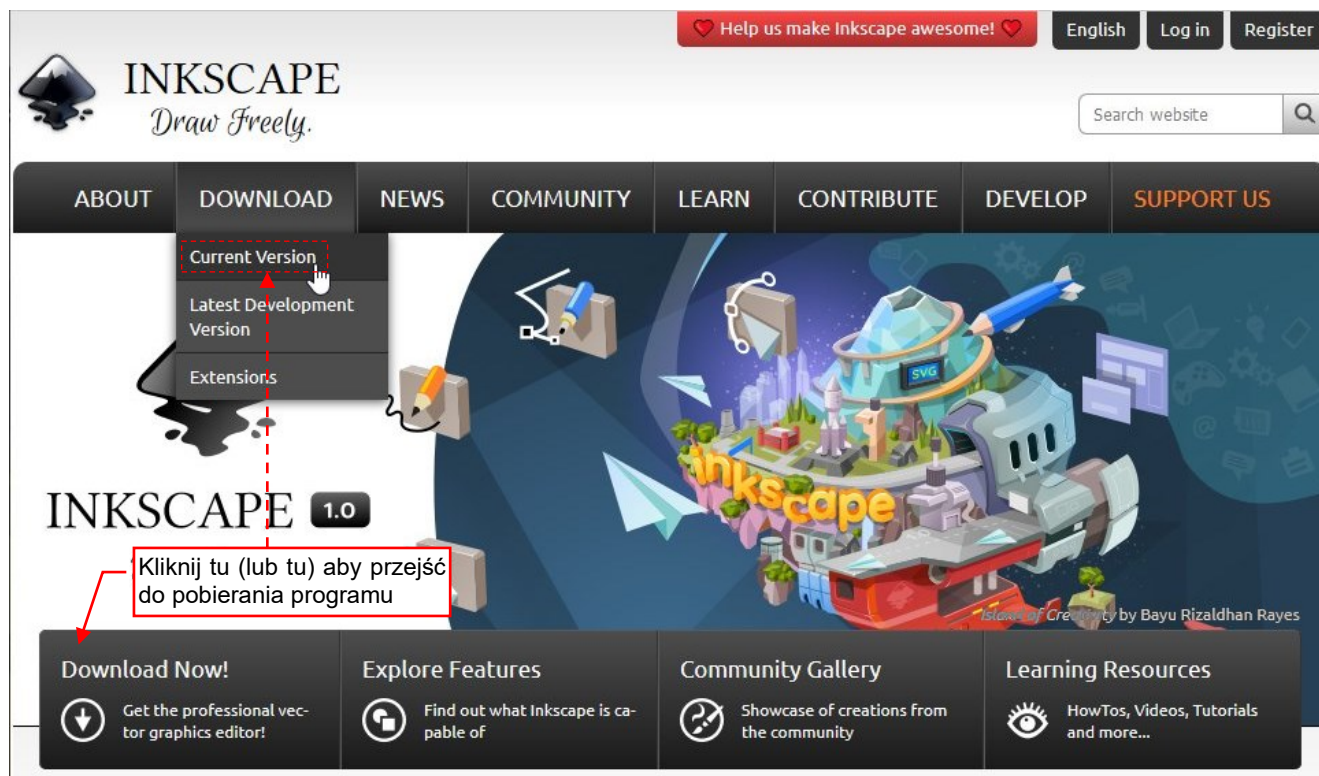 Help us make Inkscape awesome!
English
Log in
Register
INKSCAPE
Draw Freely.
Search website
ABOUT
DOWNLOAD
NEWS
COMMUNITY
LEARN
CONTRIBUTE
DEVELOP
SUPPORT US
Current Version
Latest Development
Version
Extensions
SVG
inkscape
INKSCAPE 1.0
Kliknij tu (lub tu) aby przejść
do pobierania programu
Island of Creativity by Bayu Rizaldhan Rayes
Download Now!
Get the professional vec-
tor graphics editor!
Explore Features
Find out what Inkscape is ca-
pable of
Community Gallery
Showcase of creations from
the community
Learning Resources
HowTos, Videos, Tutorials
and more...